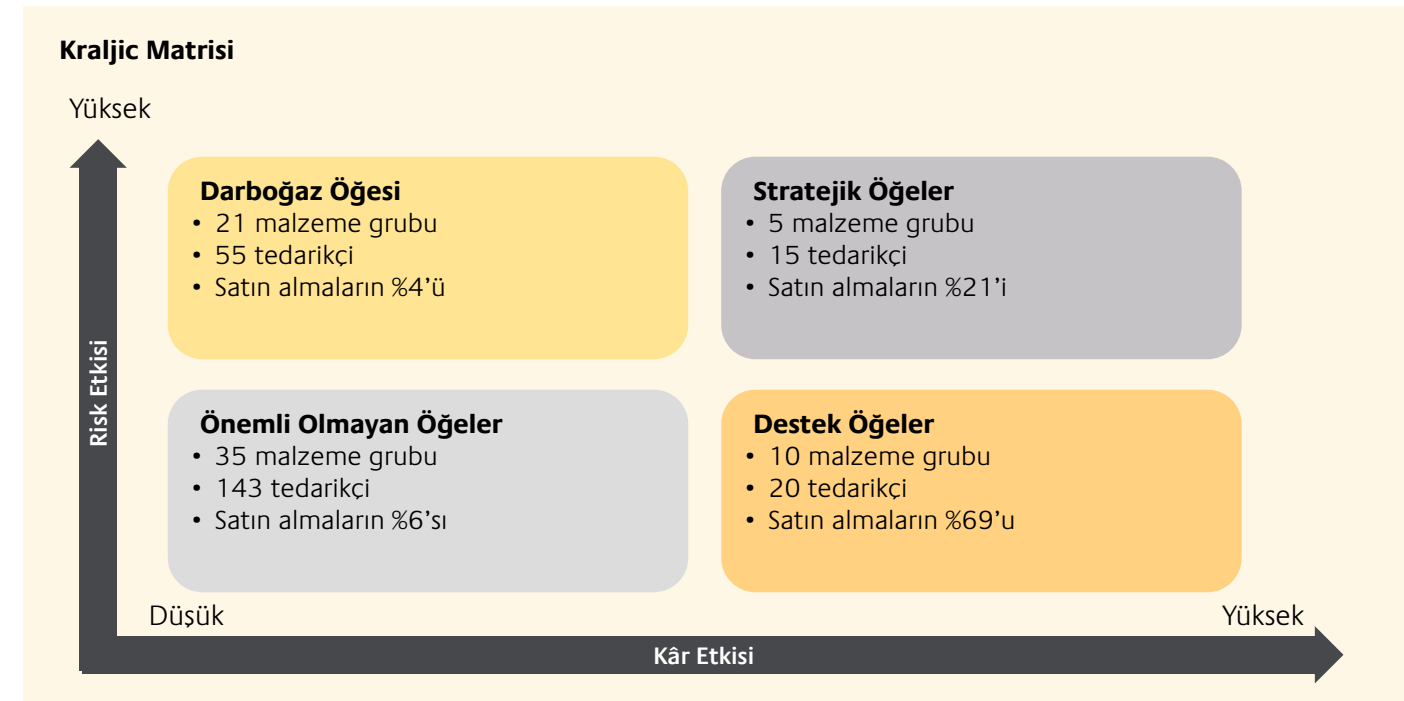 Kraljic Matrisi
Yüksek
Risk Etkisi
Darboğaz Öğesi
• 21 malzeme grubu
• 55 tedarikçi
• Satın almaların %4’ü
Stratejik Öğeler
• 5 malzeme grubu
• 15 tedarikçi
• Satın almaların %21’i
Önemli Olmayan Öğeler
• 35 malzeme grubu
• 143 tedarikçi
• Satın almaların %6’sı
Destek Öğeler
• 10 malzeme grubu
• 20 tedarikçi
• Satın almaların %69’u
Düşük
Yüksek
Kâr Etkisi